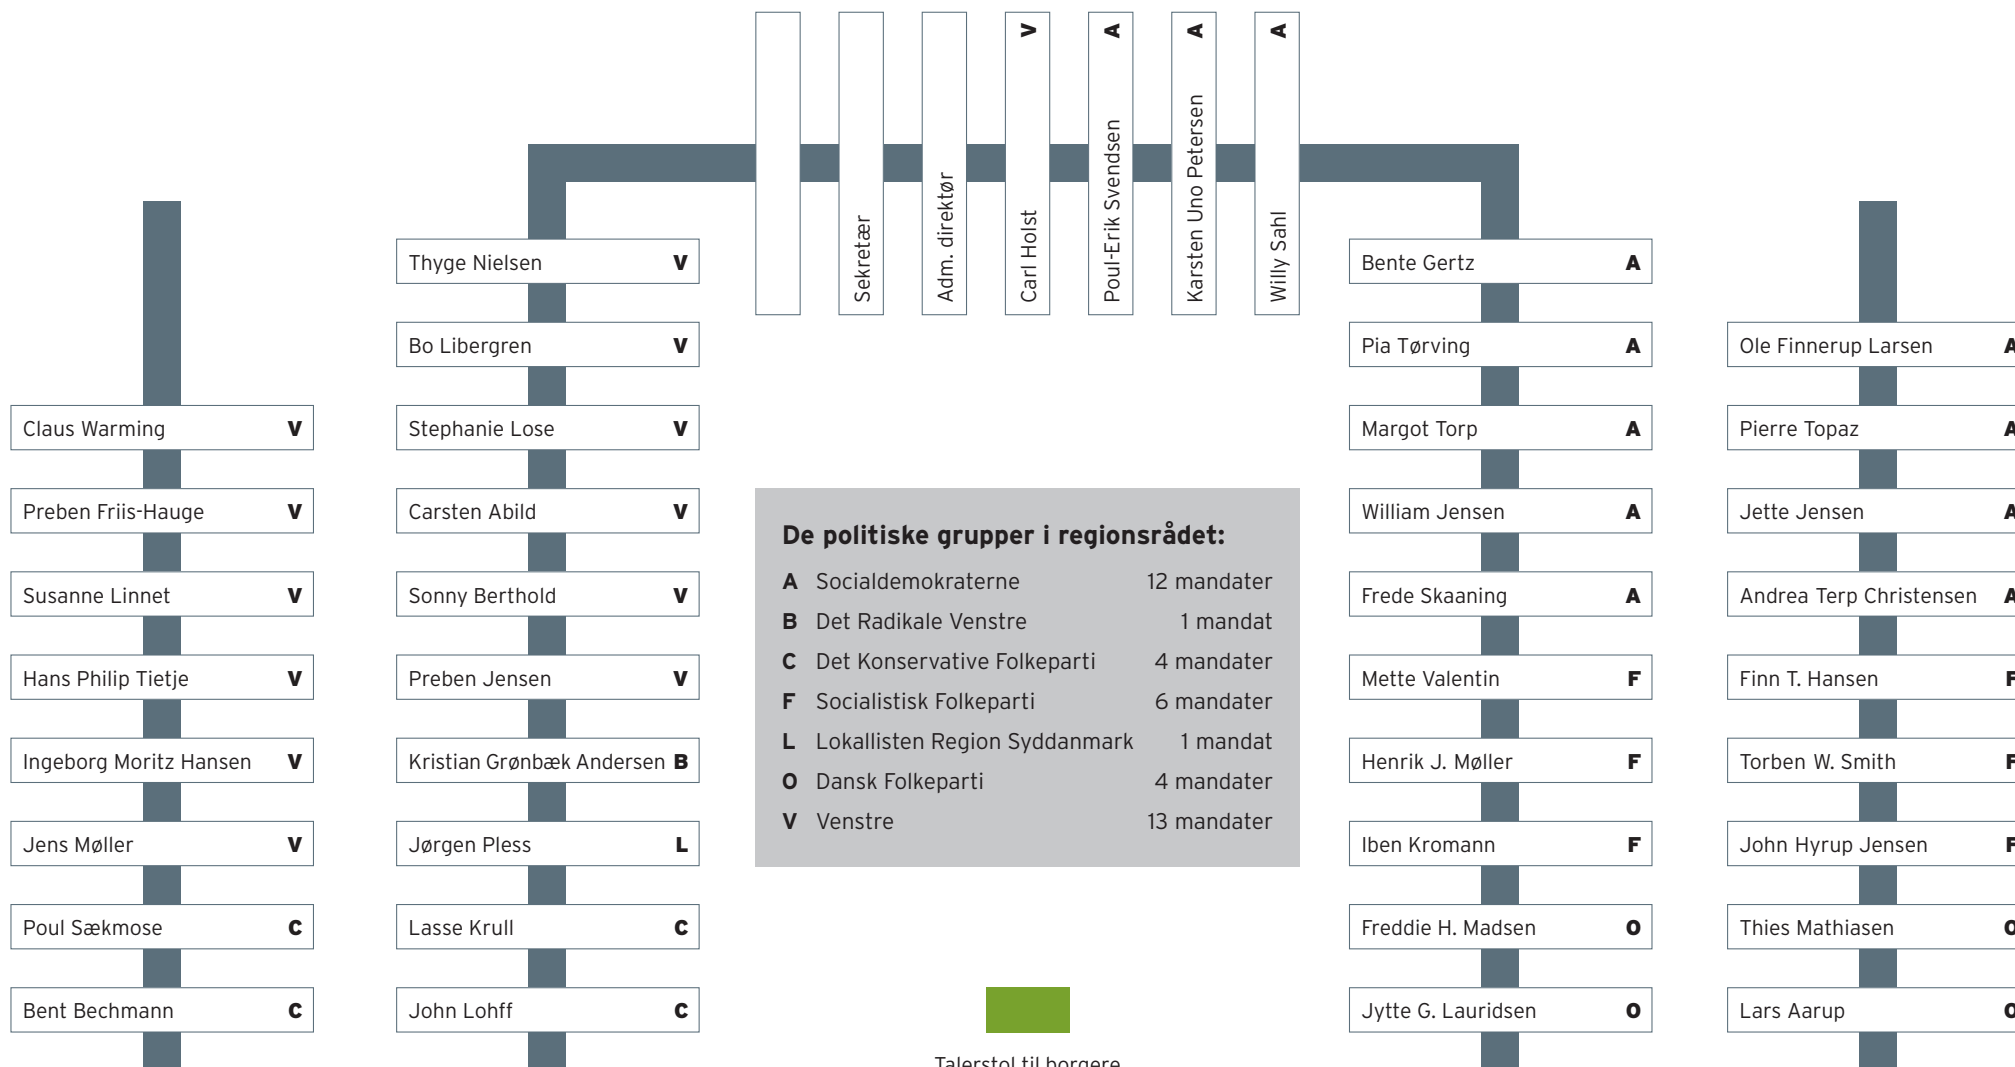 Sekretær
Adm. direktør
Carl Holst V
Poul-Erik Svendsen A
Karsten Uno Petersen A
Willy Sahl A
Claus Warming V
Preben Friis-Hauge V
Susanne Linnet V
Hans Philip Tietje V
Ingeborg Moritz Hansen V
Jens Møller V
Poul Sækmose C
Bent Bechmann C
Thyge Nielsen V
Bo Libergren V
Stephanie Lose V
Carsten Abild V
Sonny Berthold V
Preben Jensen V
Kristian Grønbæk Andersen B
Jørgen Pless L
Lasse Krull C
John Lohff C
De politiske grupper i regionsrådet:
A Socialdemokraterne 12 mandater
B Det Radikale Venstre 1 mandat
C Det Konservative Folkeparti 4 mandater
F Socialistisk Folkeparti 6 mandater
L Lokallisten Region Syddanmark 1 mandat
O Dansk Folkeparti 4 mandater
V Venstre 13 mandater
Talerstol til borgere
Bente Gertz A
Pia Tørving A
Margot Torp A
William Jensen A
Frede Skaaning A
Mette Valentin F
Henrik J. Møller F
Iben Kromann F
Freddie H. Madsen O
Jytte G. Lauridsen O
Ole Finnerup Larsen A
Pierre Topaz A
Jette Jensen A
Andrea Terp Christensen A
Finn T. Hansen F
Torben W. Smith F
John Hyrup Jensen F
Thies Mathiasen O
Lars Aarup O